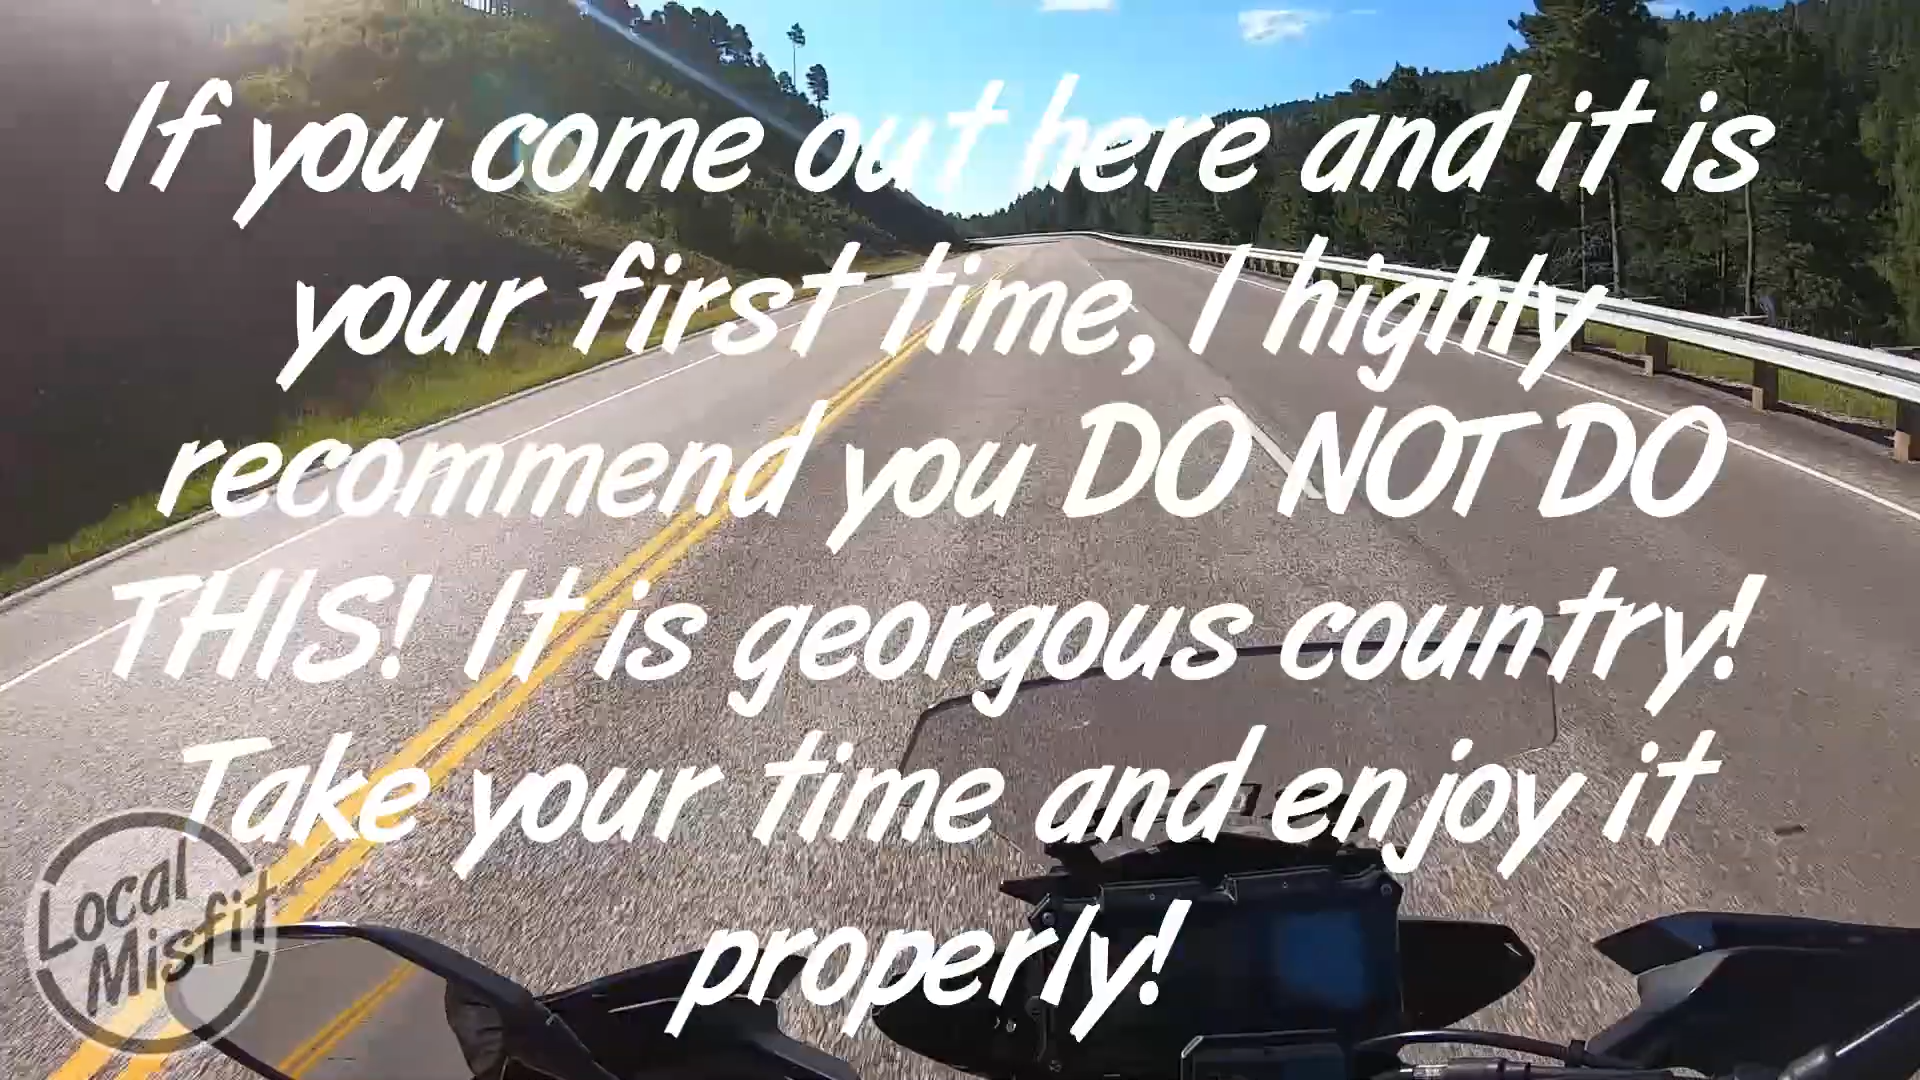 If you come out here and it is
your first time, I highly
recommend you DO NOT DO
THIS! It is georgous country!
Take your time and enjoy it
properly!
Local
Misfit